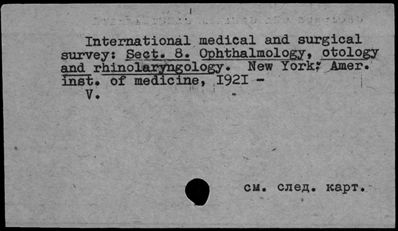 International medical and surgical
survey: Sect. 8. Ophthalmology, otology
and rhinolaryngology. New York: Amer.
inst. of medicine, 1921 -
V.
см. след. карт.